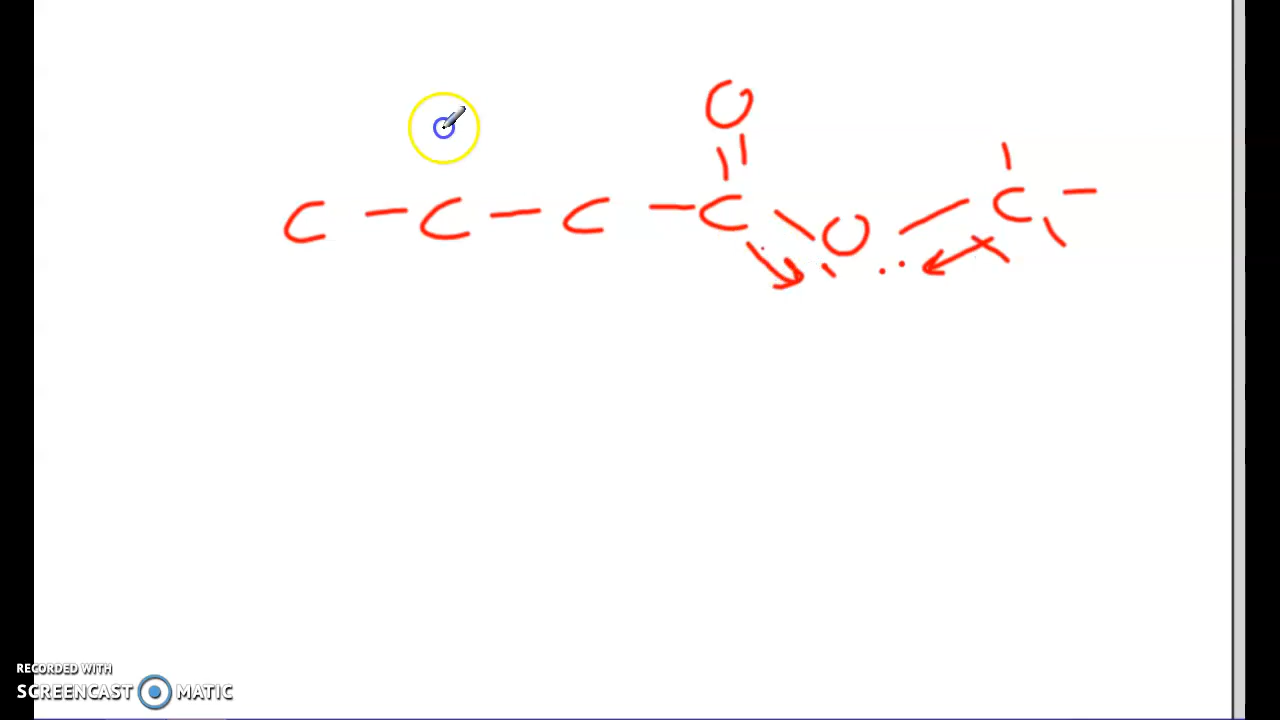 O
C - C - C - C O C
RECORDED WITH
SCREENCAST MATIC